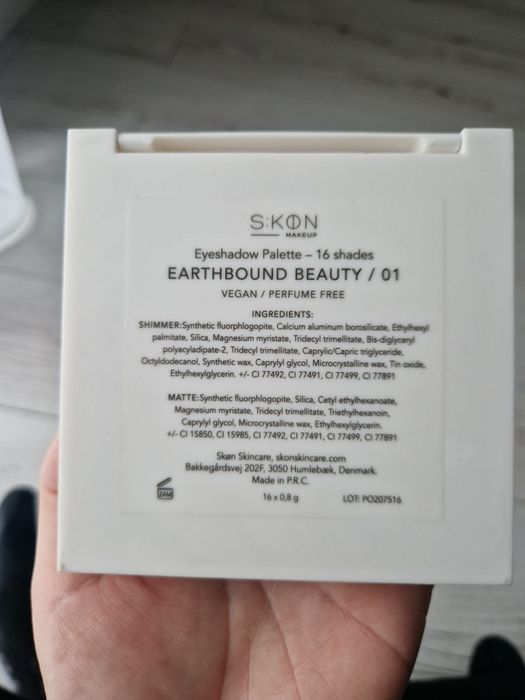 S:KØN
MAKEUP
Eyeshadow Palette – 16 shades
EARTHBOUND BEAUTY / 01
VEGAN / PERFUME FREE
INGREDIENTS:
SHIMMER:Synthetic fluorphlogopite, Calcium aluminum borosilicate, Ethylhexyl
palmitate, Silica, Magnesium myristate, Tridecyl trimellitate, Bis-diglyceryl
polyacyladipate-2, Tridecyl trimellitate, Caprylic/Capric triglyceride,
Octyldodecanol, Synthetic wax, Caprylyl glycol, Microcrystalline wax, Tin oxide,
Ethylhexylglycerin. +/- CI 77492, CI 77491, CI 77499, CI 77891
MATTE:Synthetic fluorphlogopite, Silica, Cetyl ethylhexanoate,
Magnesium myristate, Tridecyl trimellitate, Triethylhexanoin,
Caprylyl glycol, Microcrystalline wax, Ethylhexylglycerin.
+/- CI 15850, CI 15985, CI 77492, CI 77491, CI 77499, CI 77891
Skøn Skincare, skonskincare.com
Bakkegårdsvej 202F, 3050 Humlebæk, Denmark.
Made in P.R.C.
24M
16 x 0,8 g
LOT: PO207516